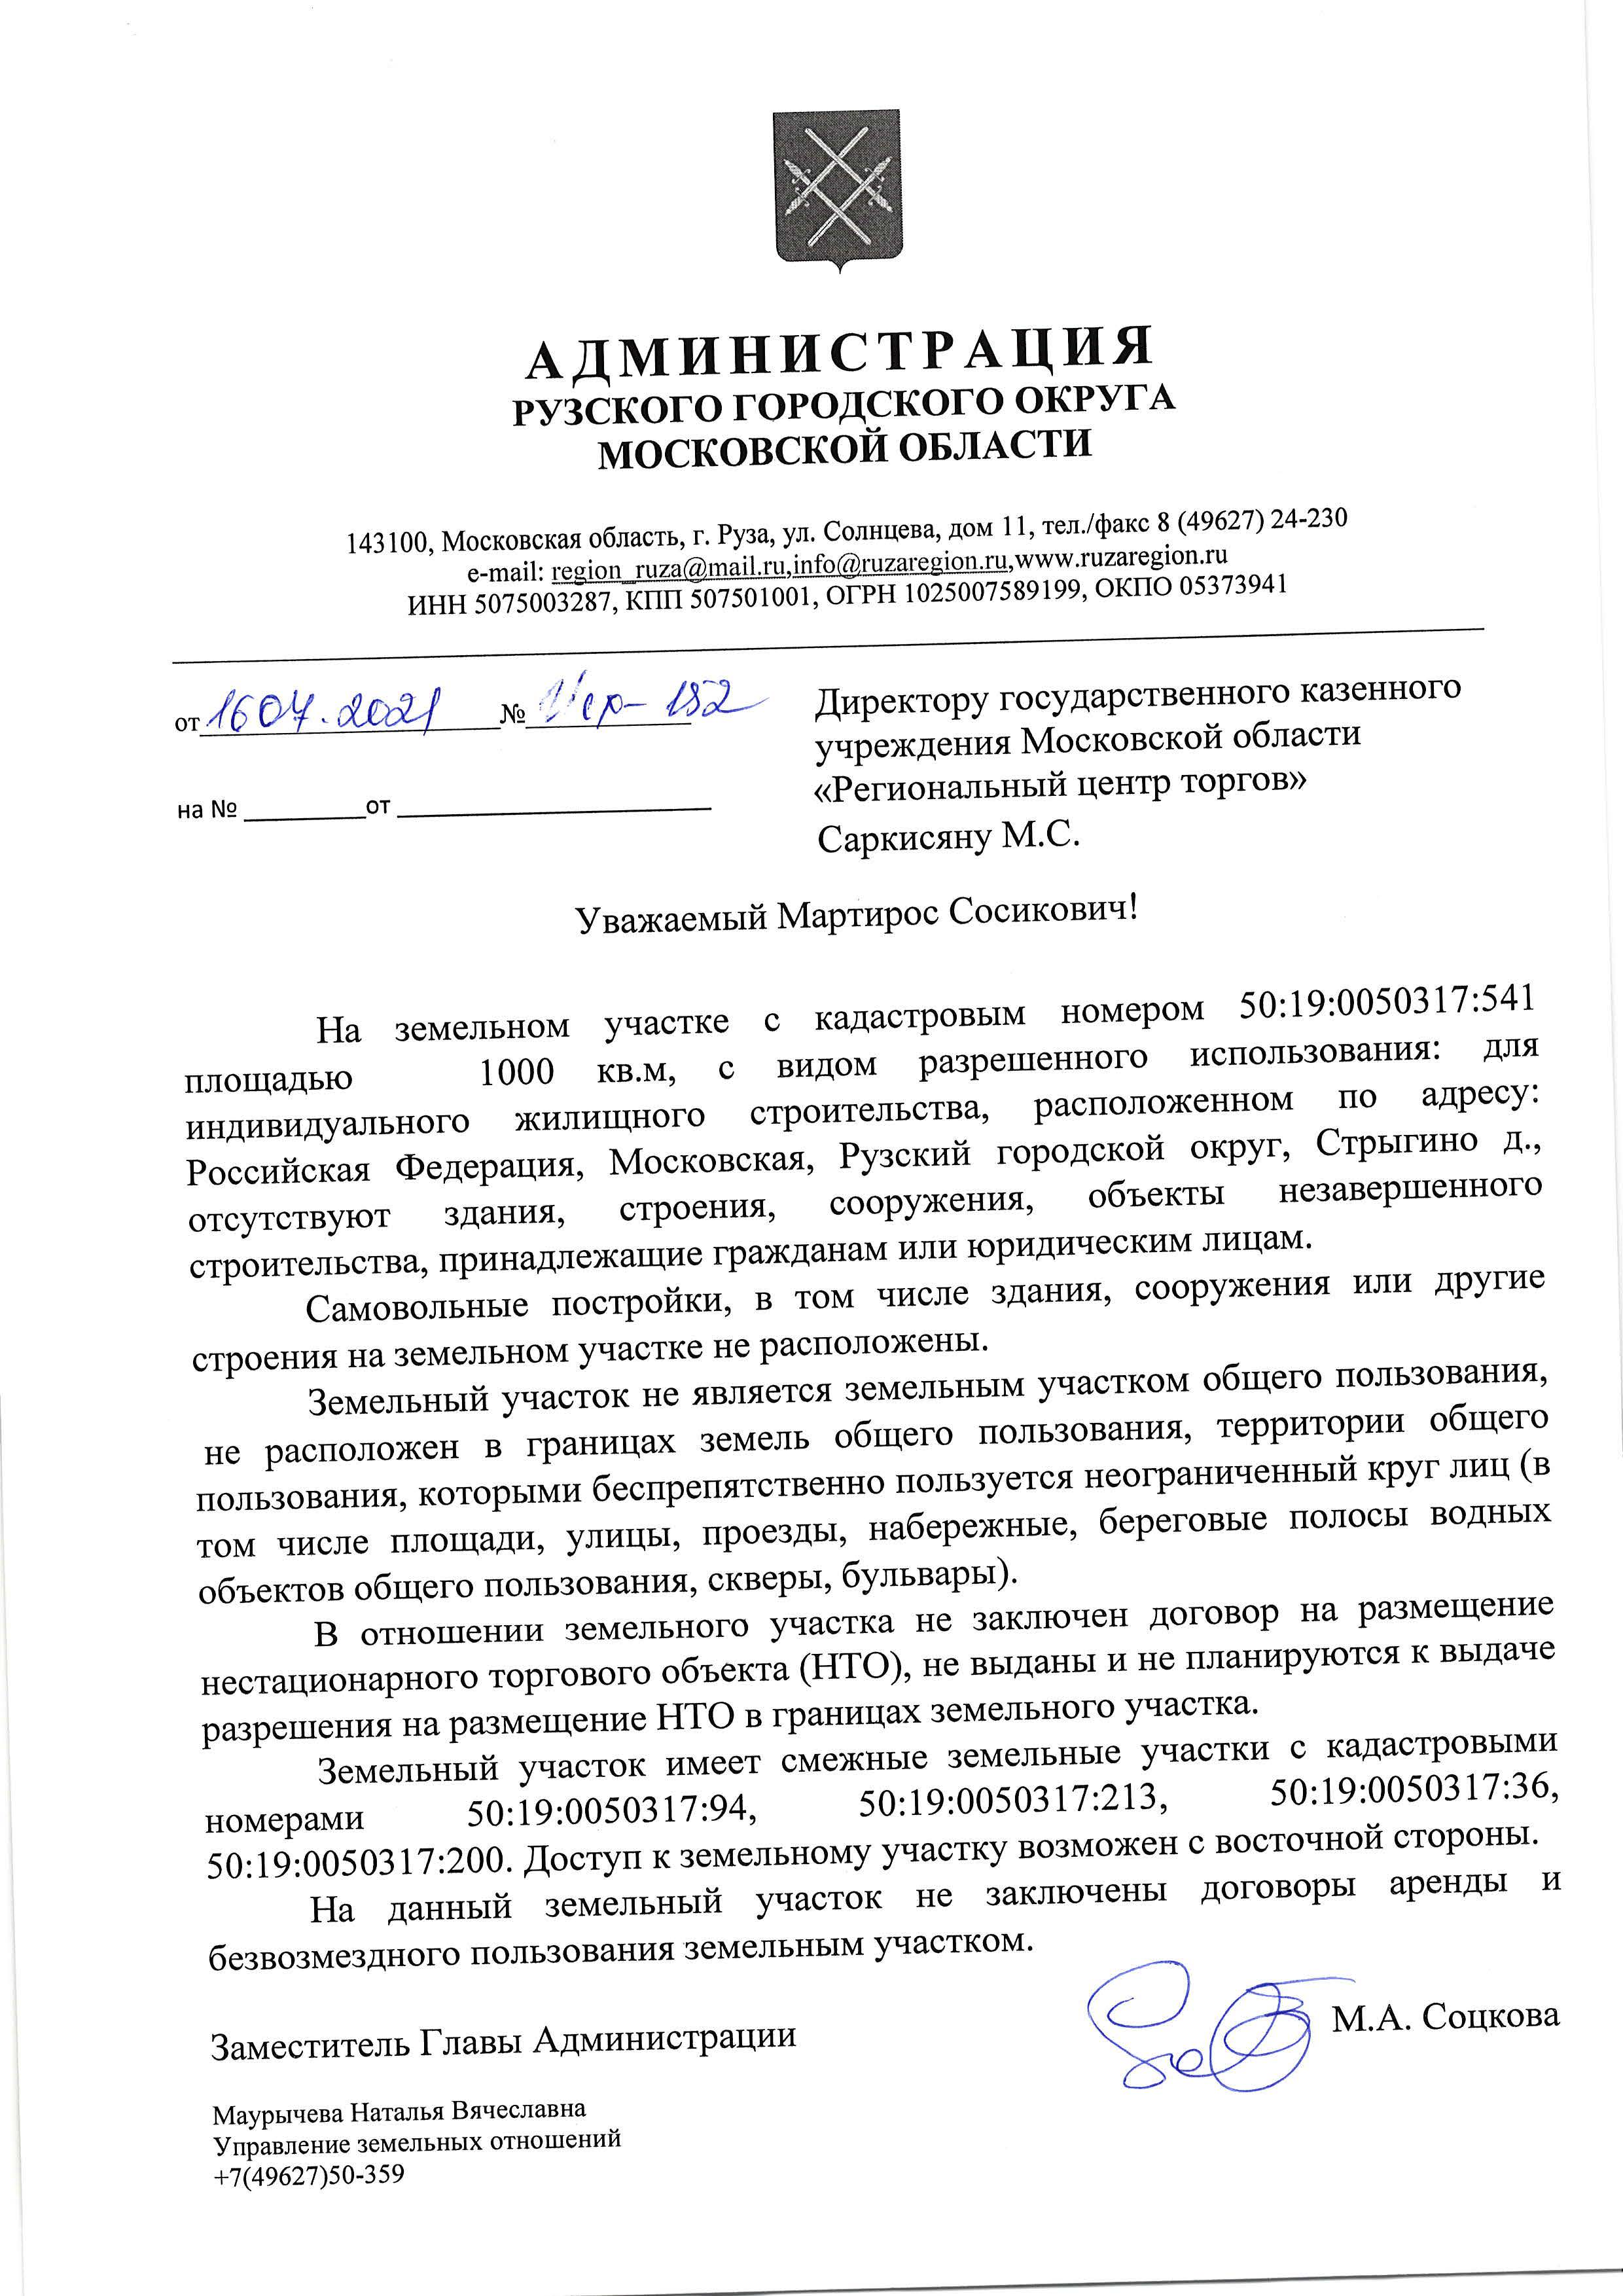 АДМИНИСТРАЦИЯ
РУЗСКОГО ГОРОДСКОГО ОКРУГА
МОСКОВСКОЙ ОБЛАСТИ
143100, Московская область, г. Руза, ул. Солнцева, дом 11, тел./факс 8 (49627) 24-230
e-mail: region_ruza@mail.ru,info@ruzaregion.ru,www.ruzaregion.ru
ИНН 5075003287, КПП 507501001, ОГРН 1025007589199, ОКПО 05373941
от 16 07. 2021 № Иср- 152
на № _________ от _______________________
Директору государственного казенного
учреждения Московской области
«Региональный центр торгов»
Саркисяну М.С.
Уважаемый Мартирос Сосикович!
На земельном участке с кадастровым номером 50:19:0050317:541
площадью 1000 кв.м, с видом разрешенного использования: для
индивидуального жилищного строительства, расположенном по адресу:
Российская Федерация, Московская, Рузский городской округ, Стрыгино д.,
отсутствуют здания, строения, сооружения, объекты незавершенного
строительства, принадлежащие гражданам или юридическим лицам.
Самовольные постройки, в том числе здания, сооружения или другие
строения на земельном участке не расположены.
Земельный участок не является земельным участком общего пользования,
не расположен в границах земель общего пользования, территории общего
пользования, которыми беспрепятственно пользуется неограниченный круг лиц (в
том числе площади, улицы, проезды, набережные, береговые полосы водных
объектов общего пользования, скверы, бульвары).
В отношении земельного участка не заключен договор на размещение
нестационарного торгового объекта (НТО), не выданы и не планируются к выдаче
разрешения на размещение НТО в границах земельного участка.
Земельный участок имеет смежные земельные участки с кадастровыми
номерами 50:19:0050317:94, 50:19:0050317:213, 50:19:0050317:36,
50:19:0050317:200. Доступ к земельному участку возможен с восточной стороны.
На данный земельный участок не заключены договоры аренды и
безвозмездного пользования земельным участком.
Заместитель Главы Администрации М.А. Соцкова
Маурычева Наталья Вячеславна
Управление земельных отношений
+7(49627)50-359